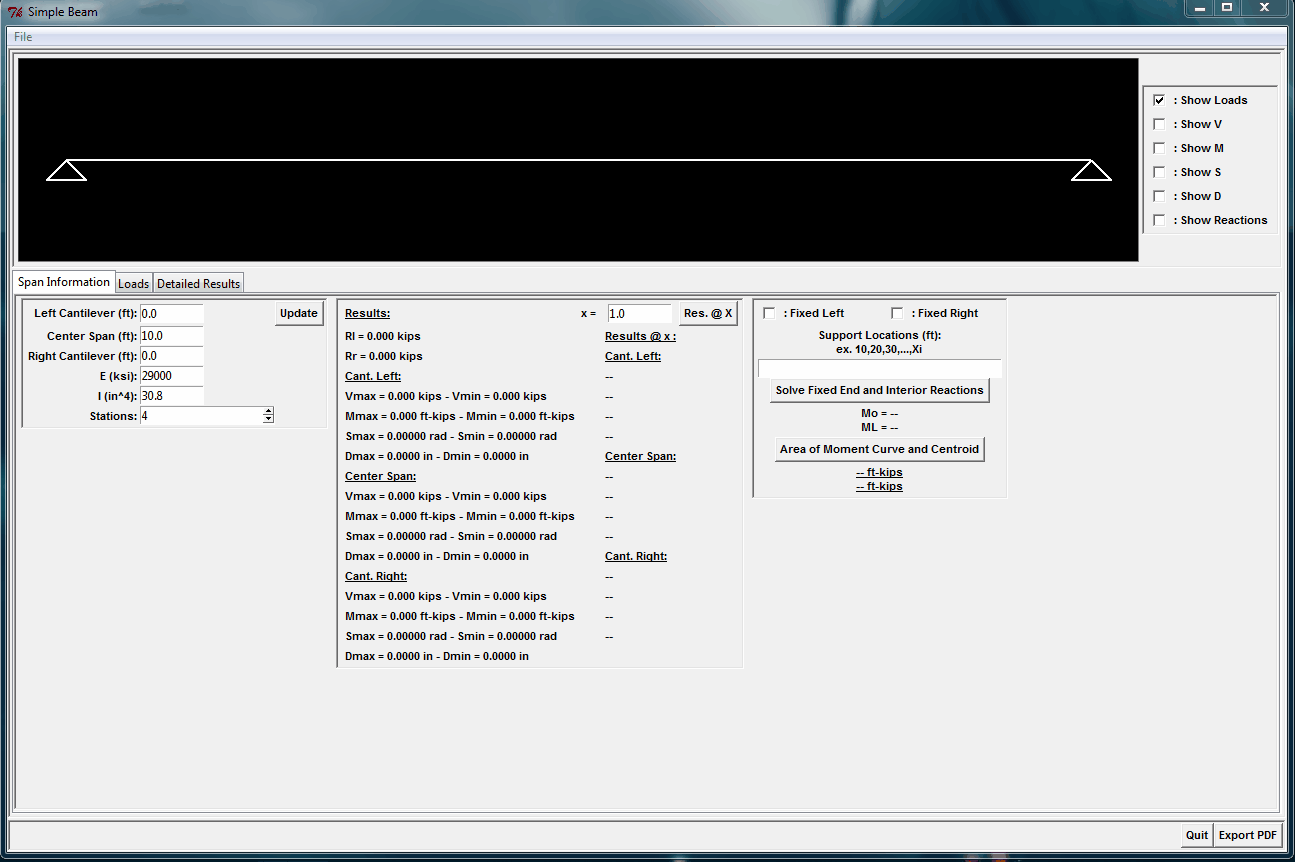 Simple Beam
File
: Show Loads
: Show V
: Show M
: Show S
: Show D
: Show Reactions
Span Information
Loads
Detailed Results
Left Cantilever (ft): 0.0
Update
Center Span (ft): 10.0
Right Cantilever (ft): 0.0
E (ksi): 29000
I (in^4): 30.8
Stations: 4
Results:
x = 1.0
Res. @ X
Rl = 0.000 kips
Results @ x :
Rr = 0.000 kips
Cant. Left:
Cant. Left:
--
Vmax = 0.000 kips - Vmin = 0.000 kips
--
Mmax = 0.000 ft-kips - Mmin = 0.000 ft-kips
--
Smax = 0.00000 rad - Smin = 0.00000 rad
--
Dmax = 0.0000 in - Dmin = 0.0000 in
Center Span:
Center Span:
--
Vmax = 0.000 kips - Vmin = 0.000 kips
--
Mmax = 0.000 ft-kips - Mmin = 0.000 ft-kips
--
Smax = 0.00000 rad - Smin = 0.00000 rad
--
Dmax = 0.0000 in - Dmin = 0.0000 in
Cant. Right:
Cant. Right:
--
Vmax = 0.000 kips - Vmin = 0.000 kips
--
Mmax = 0.000 ft-kips - Mmin = 0.000 ft-kips
--
Smax = 0.00000 rad - Smin = 0.00000 rad
--
Dmax = 0.0000 in - Dmin = 0.0000 in
: Fixed Left
: Fixed Right
Support Locations (ft):
ex. 10,20,30,...,Xi
Solve Fixed End and Interior Reactions
Mo = --
ML = --
Area of Moment Curve and Centroid
-- ft-kips
-- ft-kips
Quit
Export PDF